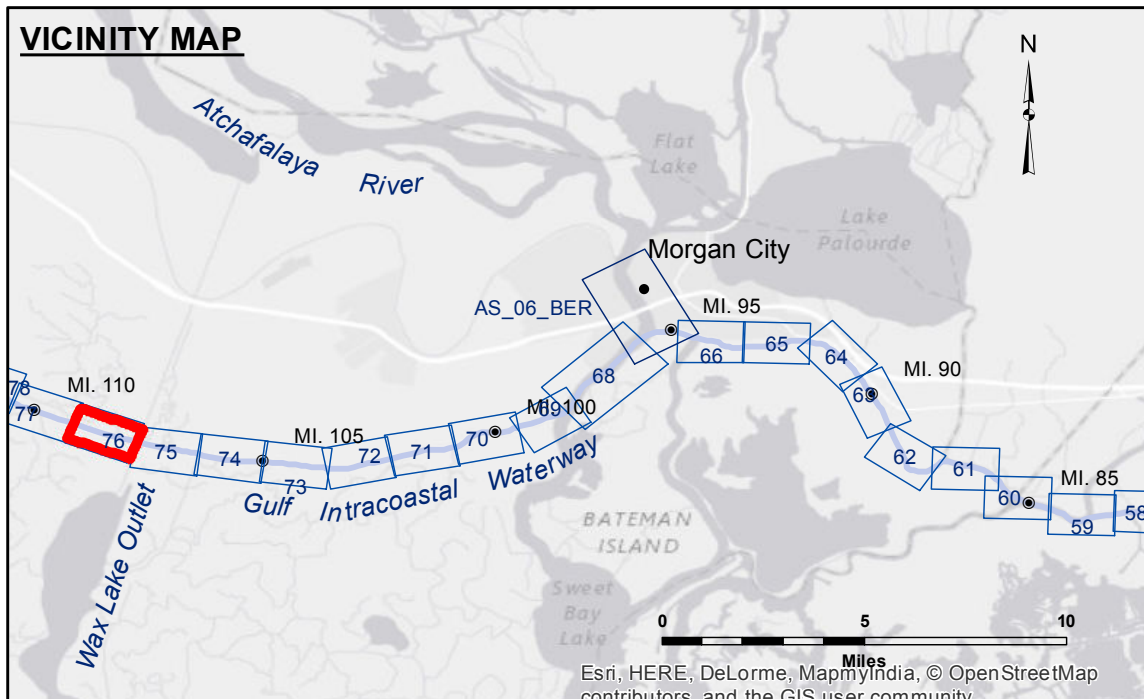 VICINITY MAP
N
Atchafalaya
River
Flat
Lake
Lake
Palourde
Morgan City
AS_06_BER
MI. 95
66
65
64
68
MI. 90
63
78
77
MI. 110
76
75
74
MI. 105
73
72
71
70
69
MI. 100
62
61
60
MI. 85
59
58
Gulf
Intracoastal
Waterway
Wax Lake Outlet
BATEMAN
ISLAND
Sweet
Bay
Lake
0
5
10
Miles
Esri, HERE, DeLorme, MapmyIndia, © OpenStreetMap
contributors, and the GIS user community